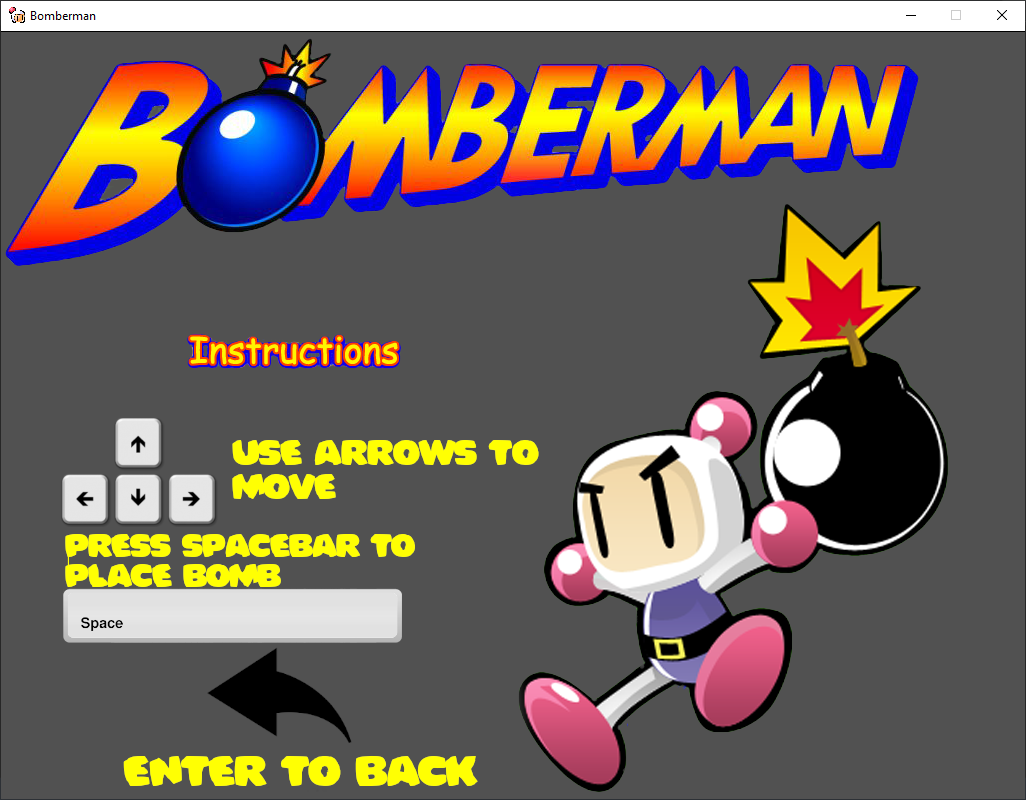 Bomberman
BOMBERMAN
Instructions
USE ARROWS TO
MOVE
PRESS SPACEBAR TO
PLACE BOMB
Space
ENTER TO BACK